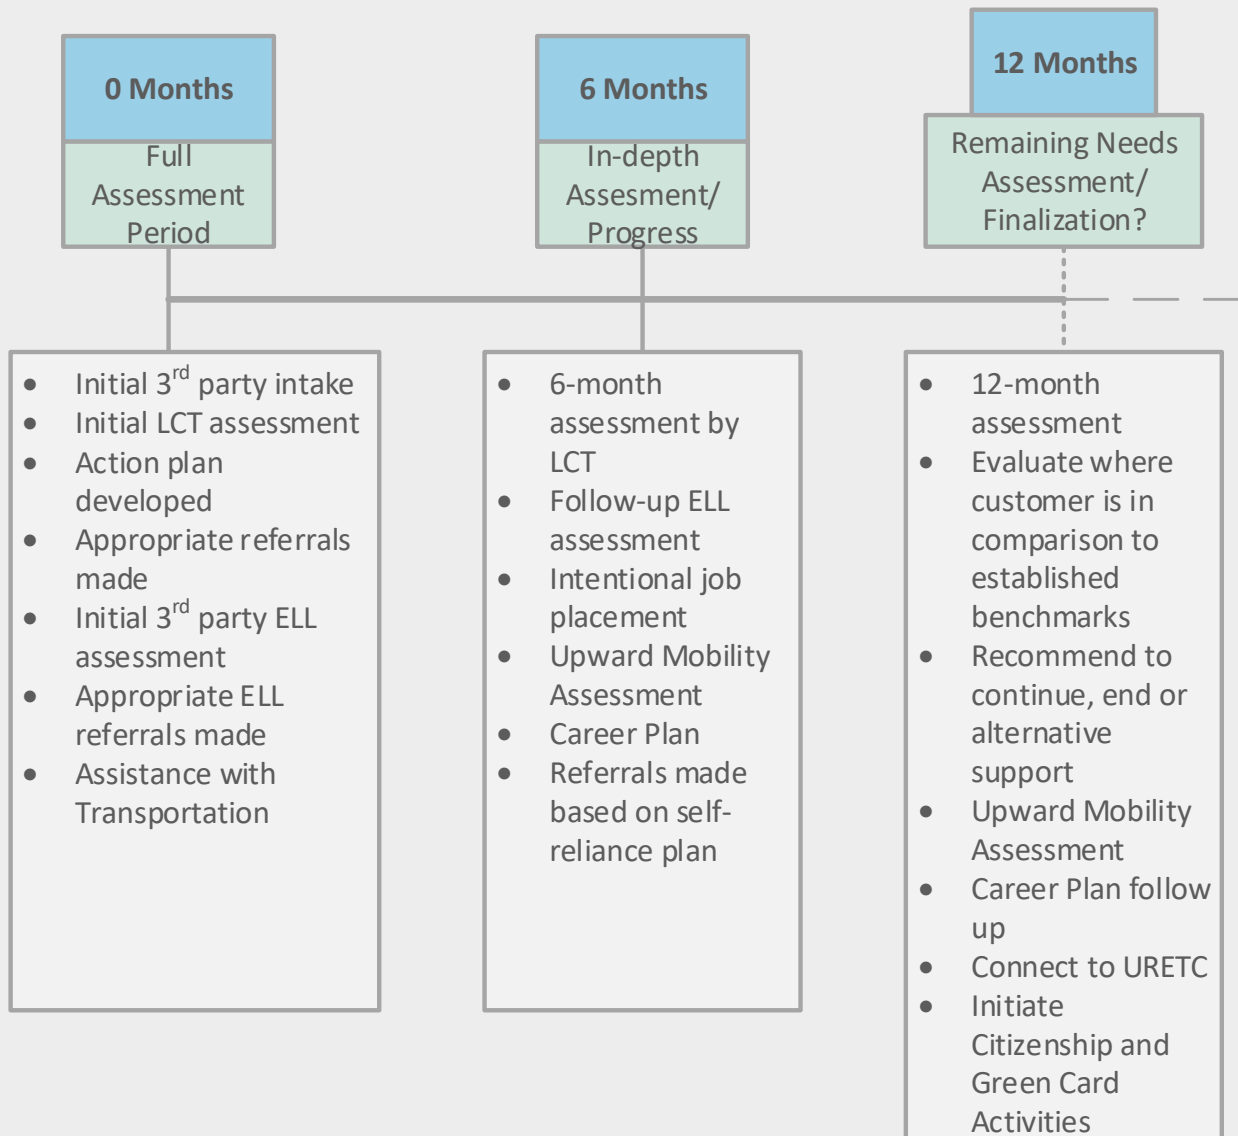 0 Months
Full
Assessment
Period
• Initial 3rd party intake
• Initial LCT assessment
• Action plan
developed
• Appropriate referrals
made
• Initial 3rd party ELL
assessment
• Appropriate ELL
referrals made
• Assistance with
Transportation
6 Months
In-depth
Assesment/
Progress
• 6-month
assessment by
LCT
• Follow-up ELL
assessment
• Intentional job
placement
• Upward Mobility
Assessment
• Career Plan
• Referrals made
based on self-
reliance plan
12 Months
Remaining Needs
Assessment/
Finalization?
• 12-month
assessment
• Evaluate where
customer is in
comparison to
established
benchmarks
• Recommend to
continue, end or
alternative
support
• Upward Mobility
Assessment
• Career Plan follow
up
• Connect to URETC
• Initiate
Citizenship and
Green Card
Activities